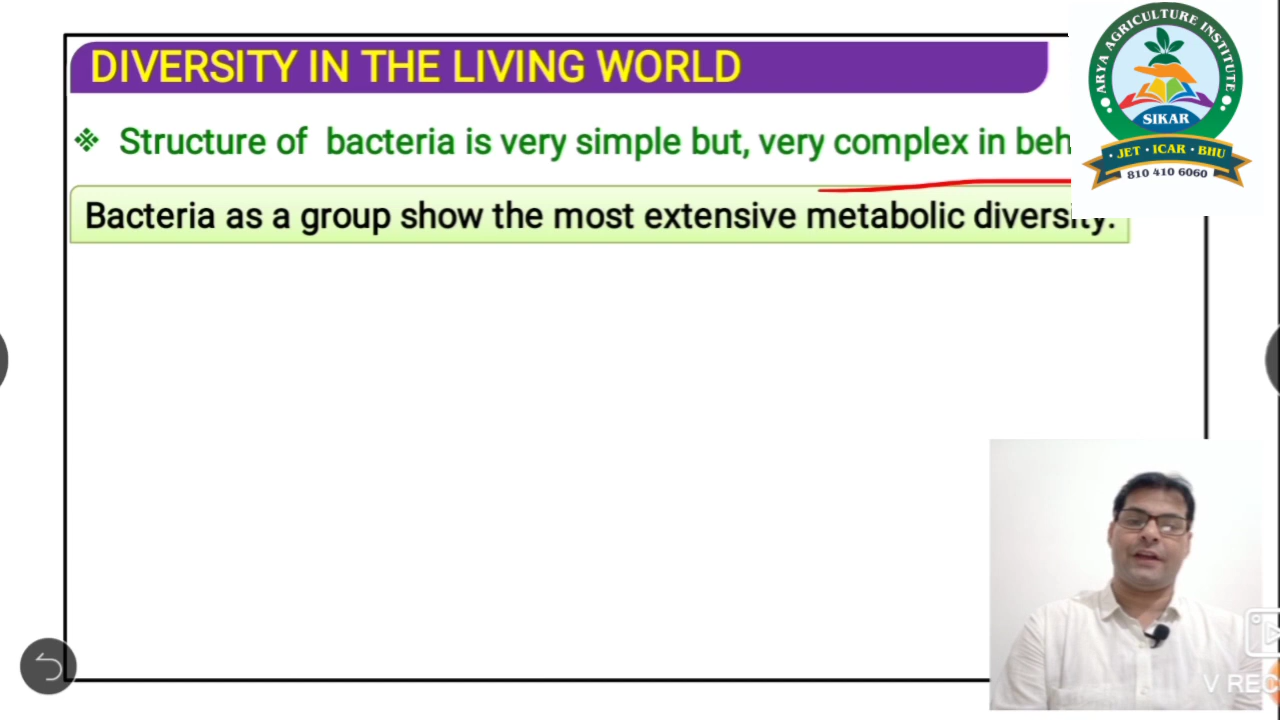 DIVERSITY IN THE LIVING WORLD
❖ Structure of bacteria is very simple but, very complex in beh
Bacteria as a group show the most extensive metabolic diversity.
ARYA AGRICULTURE INSTITUTE
SIKAR
· JET · ICAR · BHU
810 410 6060
V REC